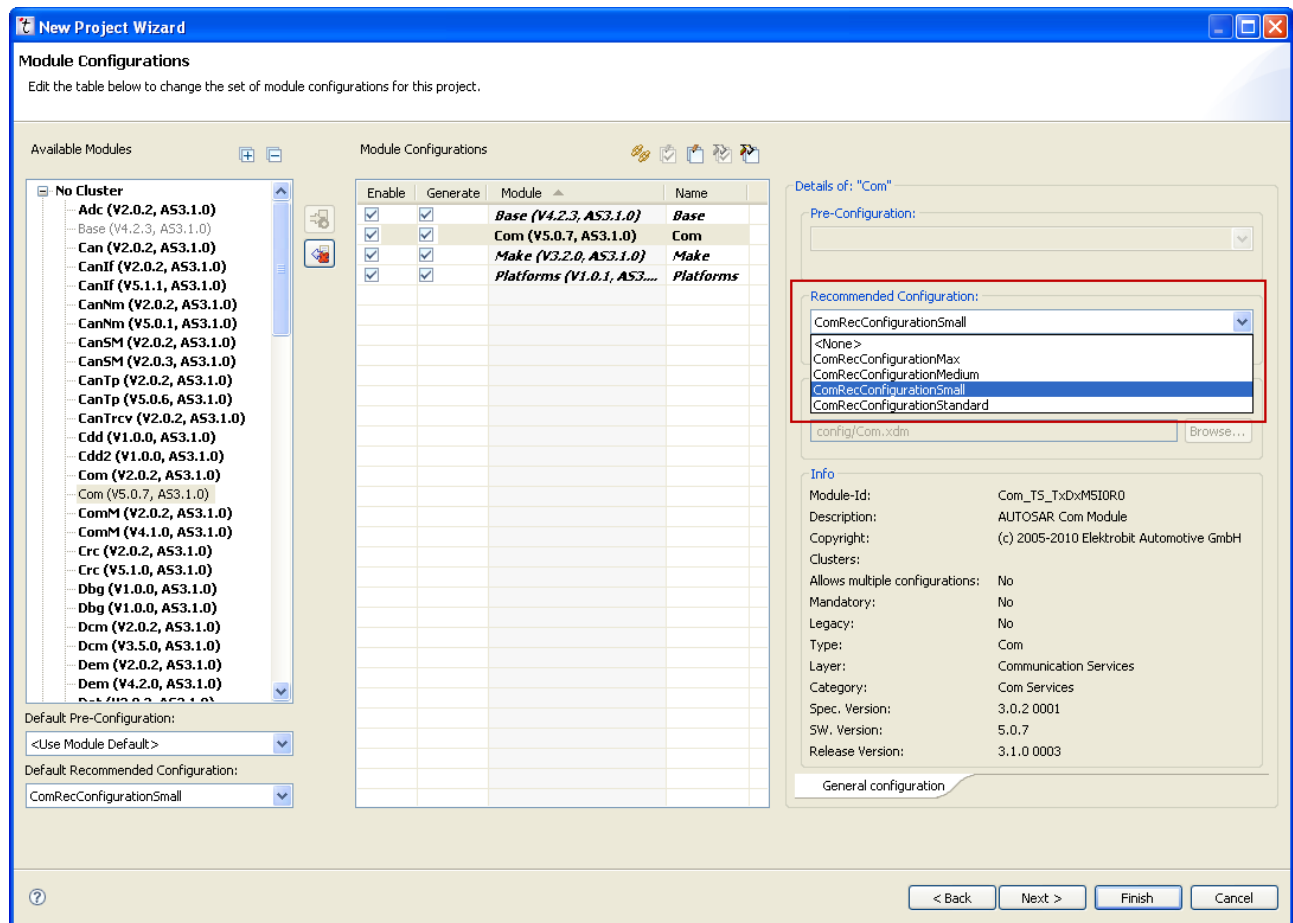 New Project Wizard
Module Configurations
Edit the table below to change the set of module configurations for this project.
Available Modules
No Cluster
Adc (V2.0.2, AS3.1.0)
Base (V4.2.3, AS3.1.0)
Can (V2.0.2, AS3.1.0)
CanIf (V2.0.2, AS3.1.0)
CanIf (V5.1.1, AS3.1.0)
CanNm (V2.0.2, AS3.1.0)
CanNm (V5.0.1, AS3.1.0)
CanSM (V2.0.2, AS3.1.0)
CanSM (V2.0.3, AS3.1.0)
CanTp (V2.0.2, AS3.1.0)
CanTp (V5.0.6, AS3.1.0)
CanTrcv (V2.0.2, AS3.1.0)
Cdd (V1.0.0, AS3.1.0)
Cdd2 (V1.0.0, AS3.1.0)
Com (V2.0.2, AS3.1.0)
Com (V5.0.7, AS3.1.0)
ComM (V2.0.2, AS3.1.0)
ComM (V4.1.0, AS3.1.0)
Crc (V2.0.2, AS3.1.0)
Crc (V5.1.0, AS3.1.0)
Dbg (V1.0.0, AS3.1.0)
Dbg (V1.0.0, AS3.1.0)
Dcm (V2.0.2, AS3.1.0)
Dcm (V3.5.0, AS3.1.0)
Dem (V2.0.2, AS3.1.0)
Dem (V4.2.0, AS3.1.0)
Default Pre-Configuration:
<Use Module Default>
Default Recommended Configuration:
ComRecConfigurationSmall
Module Configurations
Enable Generate Module Name
Base (V4.2.3, AS3.1.0) Base
Com (V5.0.7, AS3.1.0) Com
Make (V3.2.0, AS3.1.0) Make
Platforms (V1.0.1, AS3.... Platforms
Details of: "Com"
Pre-Configuration:
Recommended Configuration:
ComRecConfigurationSmall
<None>
ComRecConfigurationMax
ComRecConfigurationMedium
ComRecConfigurationSmall
ComRecConfigurationStandard
config/Com.xdm Browse...
Info
Module-Id: Com_TS_TxDxM5I0R0
Description: AUTOSAR Com Module
Copyright: (c) 2005-2010 Elektrobit Automotive GmbH
Clusters:
Allows multiple configurations: No
Mandatory: No
Legacy: No
Type: Com
Layer: Communication Services
Category: Com Services
Spec. Version: 3.0.2 0001
SW. Version: 5.0.7
Release Version: 3.1.0 0003
General configuration
< Back Next > Finish Cancel